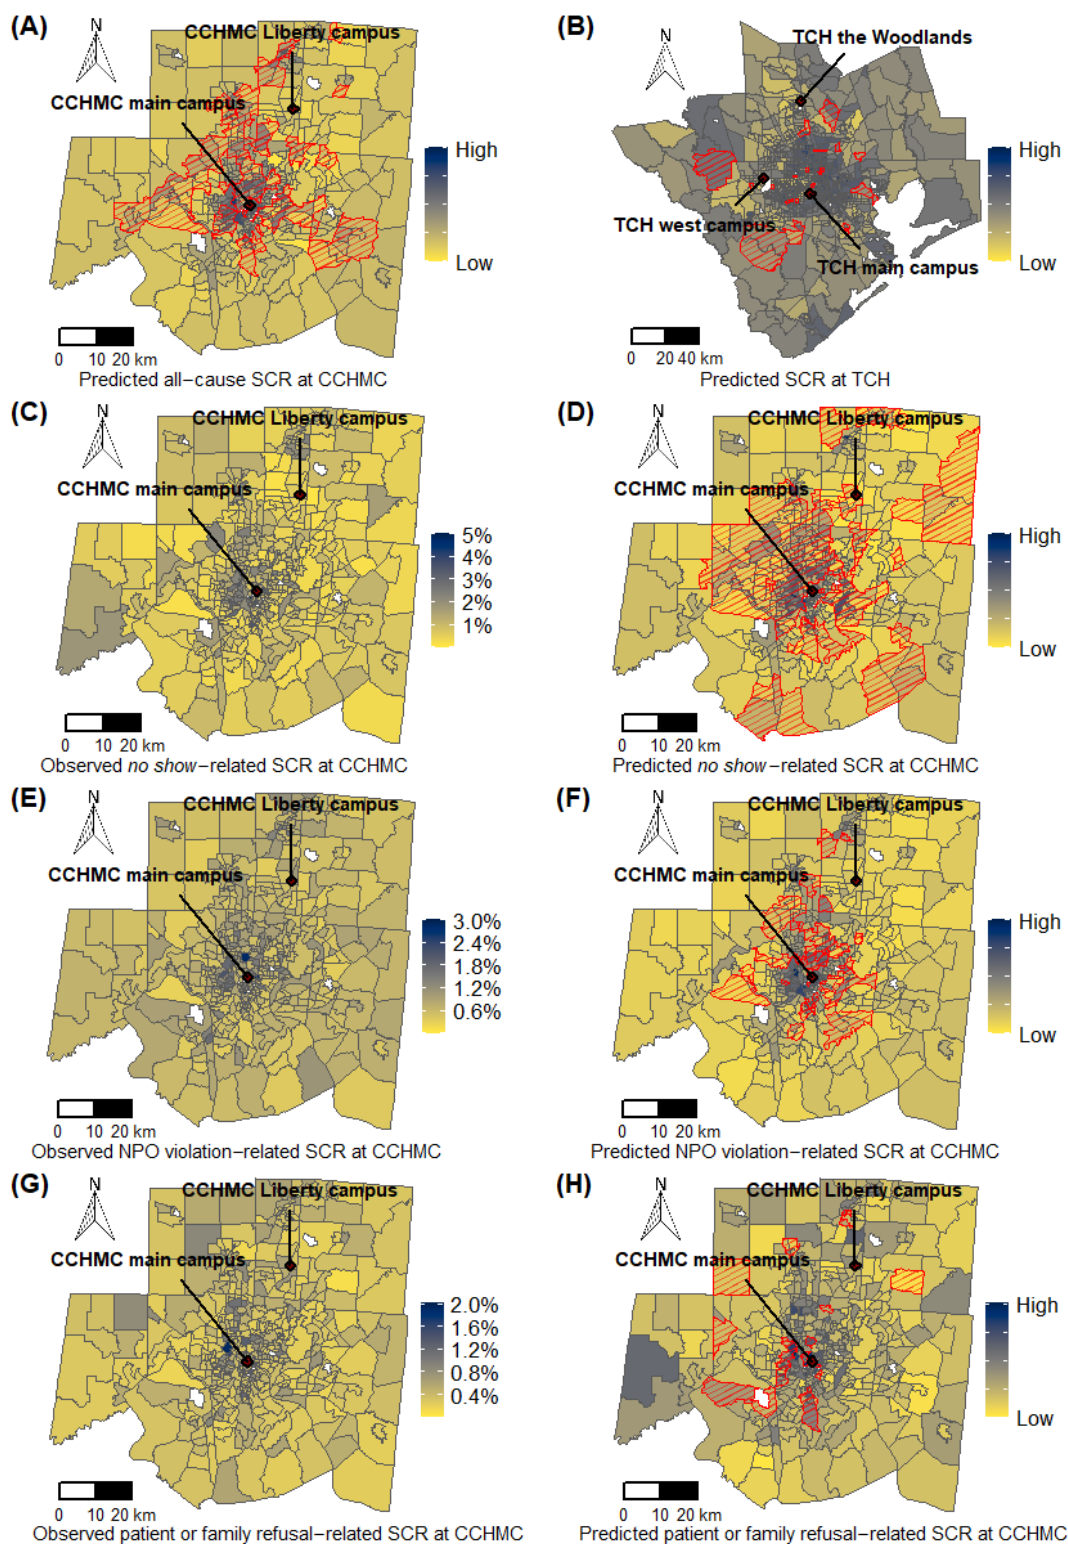 (A)
N
CCHMC Liberty campus
CCHMC main campus
High
Low
0 10 20 km
Predicted all-cause SCR at CCHMC
(B)
N
TCH the Woodlands
TCH west campus
TCH main campus
High
Low
0 20 40 km
Predicted SCR at TCH
(C)
N
CCHMC Liberty campus
CCHMC main campus
5%
4%
3%
2%
1%
0 10 20 km
Observed no show-related SCR at CCHMC
(D)
N
CCHMC Liberty campus
CCHMC main campus
High
Low
0 10 20 km
Predicted no show-related SCR at CCHMC
(E)
N
CCHMC Liberty campus
CCHMC main campus
3.0%
2.4%
1.8%
1.2%
0.6%
0 10 20 km
Observed NPO violation-related SCR at CCHMC
(F)
N
CCHMC Liberty campus
CCHMC main campus
High
Low
0 10 20 km
Predicted NPO violation-related SCR at CCHMC
(G)
N
CCHMC Liberty campus
CCHMC main campus
2.0%
1.6%
1.2%
0.8%
0.4%
0 10 20 km
Observed patient or family refusal-related SCR at CCHMC
(H)
N
CCHMC Liberty campus
CCHMC main campus
High
Low
0 10 20 km
Predicted patient or family refusal-related SCR at CCHMC